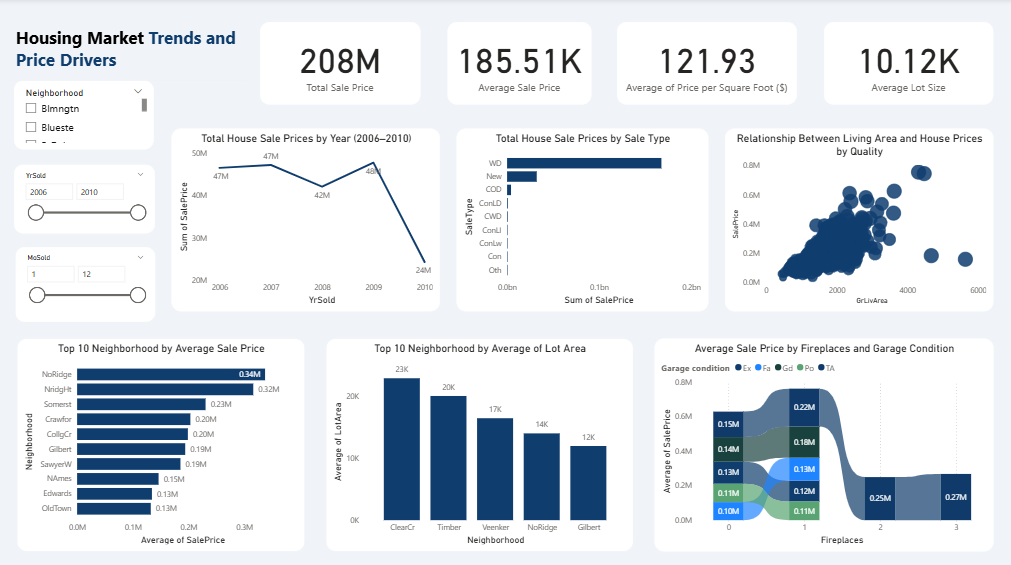 Housing Market Trends and
Price Drivers
208M
Total Sale Price
185.51K
Average Sale Price
121.93
Average of Price per Square Foot ($)
10.12K
Average Lot Size
Neighborhood
Blmngtn
Blueste
YrSold
2006 2010
MoSold
1 12
Total House Sale Prices by Year (2006–2010)
Sum of SalePrice
50M
40M
30M
20M
47M
47M
42M
48M
24M
2006 2007 2008 2009 2010
YrSold
Total House Sale Prices by Sale Type
SaleType
WD
New
COD
ConLD
CWD
ConLI
ConLw
Con
Oth
0.0bn 0.1bn 0.2bn
Sum of SalePrice
Relationship Between Living Area and House Prices
by Quality
SalePrice
0.8M
0.6M
0.4M
0.2M
0.0M
0 2000 4000 6000
GrLivArea
Top 10 Neighborhood by Average Sale Price
Neighborhood
NoRidge 0.34M
NridgHt 0.32M
Somerst 0.23M
Crawfor 0.20M
CollgCr 0.20M
Gilbert 0.19M
SawyerW 0.19M
NAmes 0.15M
Edwards 0.13M
OldTown 0.13M
0.0M 0.1M 0.2M 0.3M
Average of SalePrice
Top 10 Neighborhood by Average of Lot Area
Average of LotArea
20K
10K
0K
23K
20K
17K
14K
12K
ClearCr Timber Veenker NoRidge Gilbert
Neighborhood
Average Sale Price by Fireplaces and Garage Condition
Garage condition Ex Fa Gd Po TA
Average of SalePrice
0.8M
0.6M
0.4M
0.2M
0.0M
0.15M
0.14M
0.13M
0.11M
0.10M
0.22M
0.18M
0.13M
0.12M
0.11M
0.25M
0.27M
0 1 2 3
Fireplaces